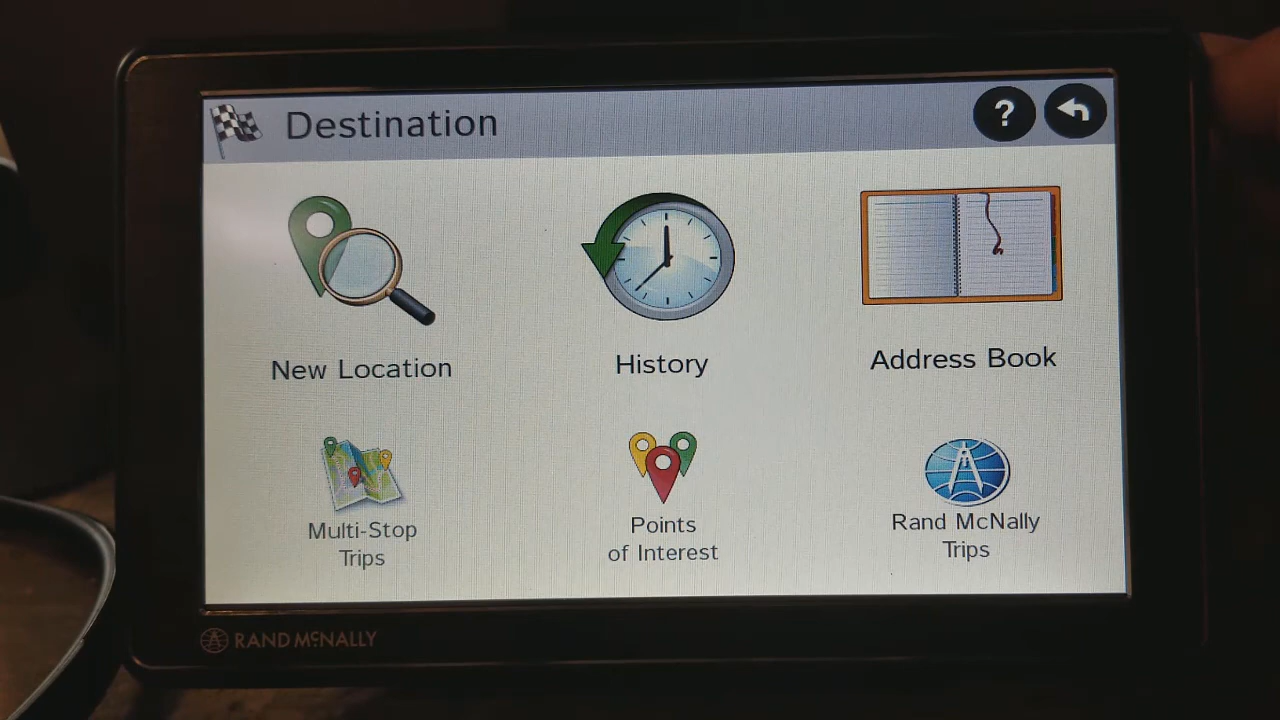 Destination
?
New Location
History
Address Book
Multi-Stop
Trips
Points
of Interest
Rand McNally
Trips
RAND MCNALLY